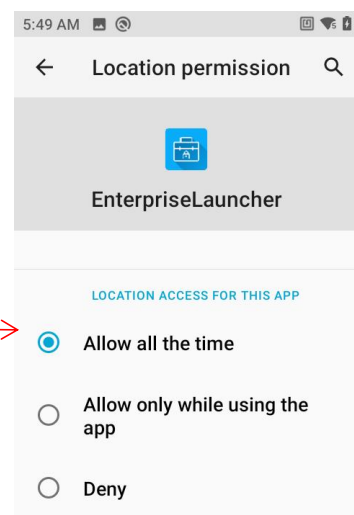 5:49 AM
Location permission
EnterpriseLauncher
LOCATION ACCESS FOR THIS APP
Allow all the time
Allow only while using the
app
Deny